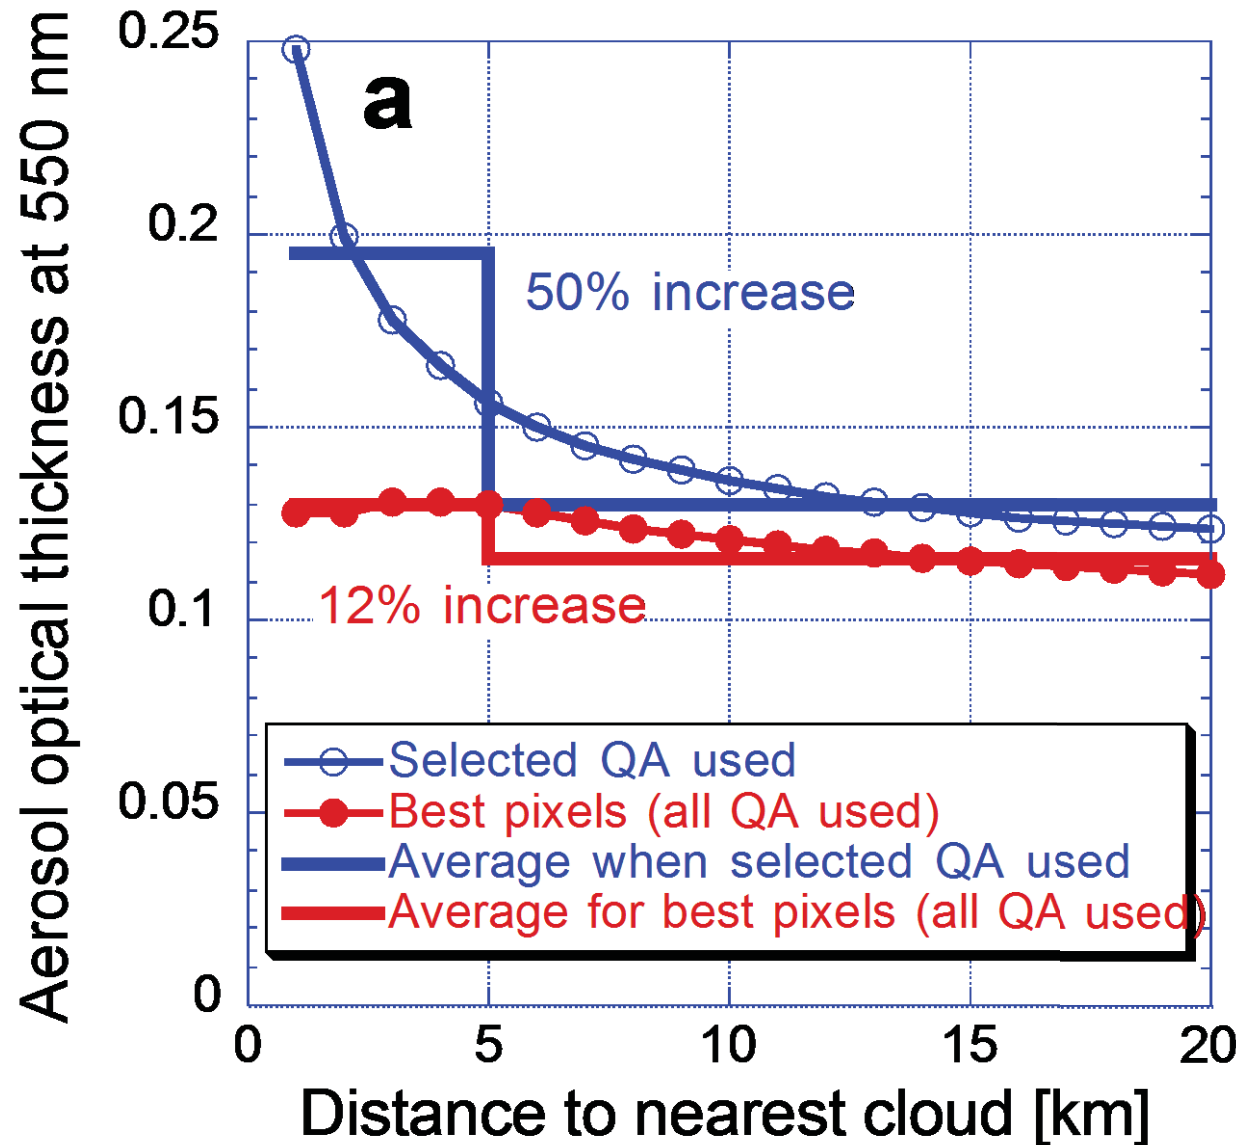 Aerosol optical thickness at 550 nm
0.25
0.2
0.15
0.1
0.05
0
a
50% increase
12% increase
Selected QA used
Best pixels (all QA used)
Average when selected QA used
Average for best pixels (all QA used)
0 5 10 15 20
Distance to nearest cloud [km]